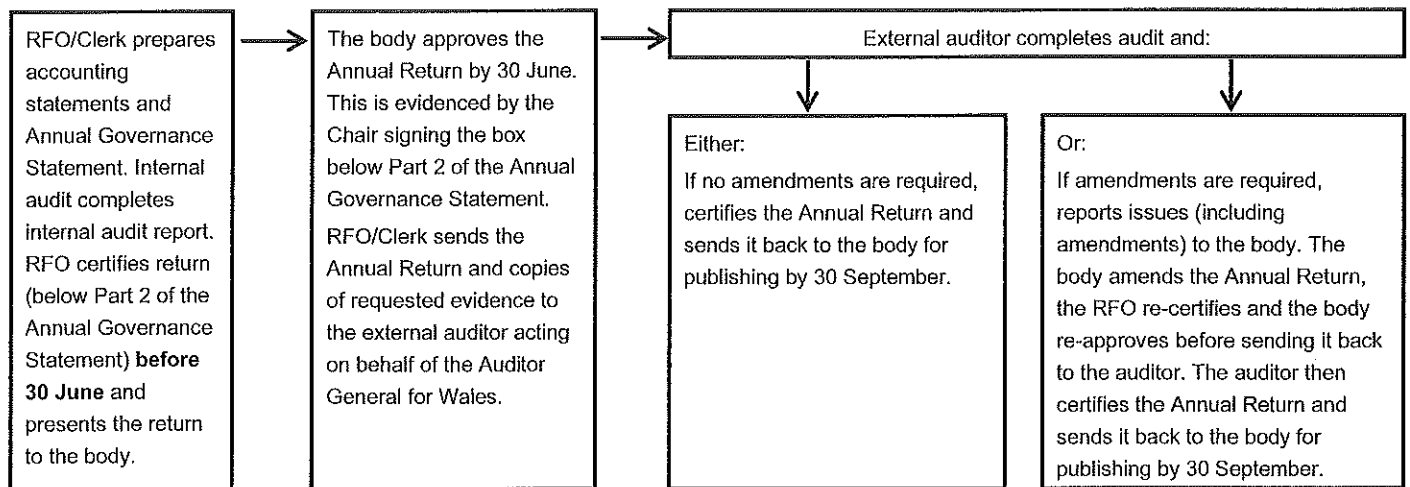 RFO/Clerk prepares
accounting
statements and
Annual Governance
Statement. Internal
audit completes
internal audit report.
RFO certifies return
(below Part 2 of the
Annual Governance
Statement) before
30 June and
presents the return
to the body.
The body approves the
Annual Return by 30 June.
This is evidenced by the
Chair signing the box
below Part 2 of the Annual
Governance Statement.
RFO/Clerk sends the
Annual Return and copies
of requested evidence to
the external auditor acting
on behalf of the Auditor
General for Wales.
External auditor completes audit and:
Either:
If no amendments are required,
certifies the Annual Return and
sends it back to the body for
publishing by 30 September.
Or:
If amendments are required,
reports issues (including
amendments) to the body. The
body amends the Annual Return,
the RFO re-certifies and the body
re-approves before sending it back
to the auditor. The auditor then
certifies the Annual Return and
sends it back to the body for
publishing by 30 September.